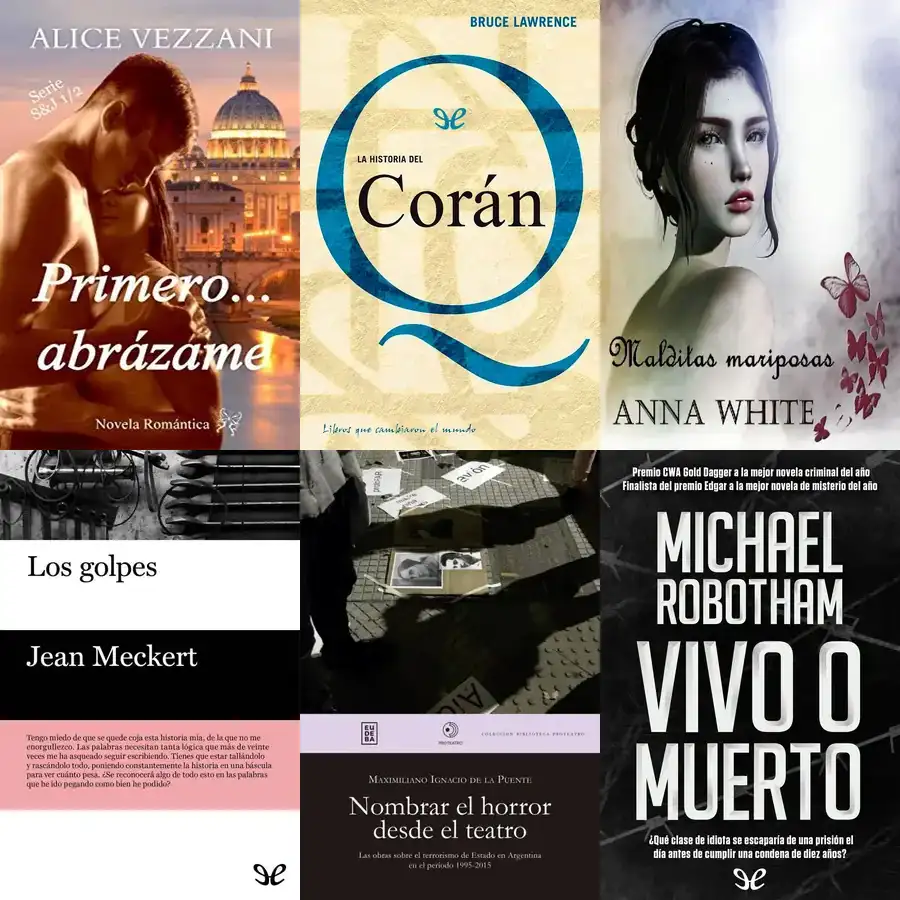 ALICE VEZZANI
Serie
S&J 1/2
Primero...
abrázame
Novela Romántica
BRUCE LAWRENCE
LA HISTORIA DEL
Corán
Libros que cambiaron el mundo
Malditas mariposas
ANNA WHITE
Los golpes
Jean Meckert
Tengo miedo de que se quede coja esta historia mía, de la que no me
enorgullezco. Las palabras necesitan tanta lógica que más de veinte
veces me ha asqueado seguir escribiendo. Tienes que estar tallándolo
y rascándolo todo, poniendo constantemente la historia en una báscula
para ver cuánto pesa. ¿Se reconocerá algo de todo esto en las palabras
que he ido pegando como bien he podido?
EU
DE
BA
PROTEATRO
COLECCIÓN BIBLIOTECA PROTEATRO
MAXIMILIANO IGNACIO DE LA PUENTE
Nombrar el horror
desde el teatro
Las obras sobre el terrorismo de Estado en Argentina
en el período 1995-2015
Premio CWA Gold Dagger a la mejor novela criminal del año
Finalista del premio Edgar a la mejor novela de misterio del año
MICHAEL
ROBOTHAM
VIVO O
MUERTO
¿Qué clase de idiota se escaparía de una prisión el
día antes de cumplir una condena de diez años?